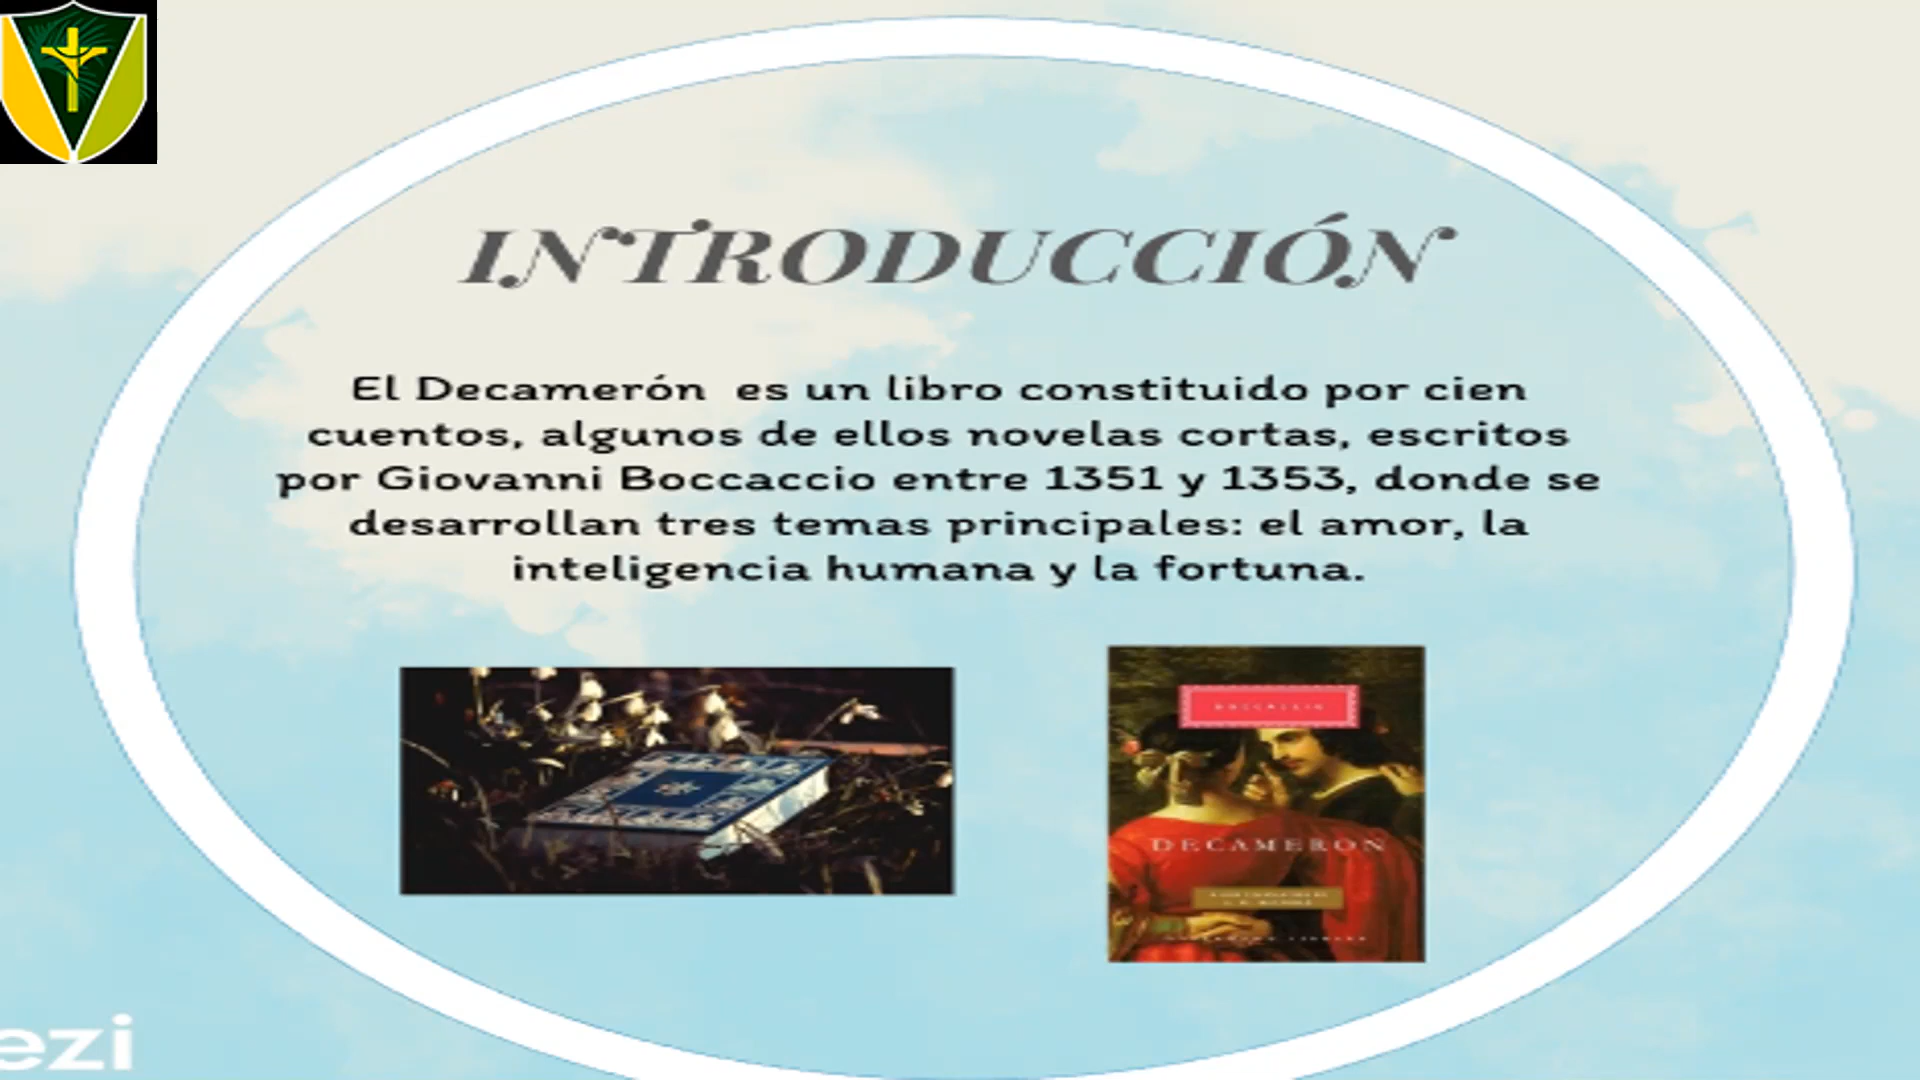 INTRODUCCIÓN
El Decamerón es un libro constituido por cien
cuentos, algunos de ellos novelas cortas, escritos
por Giovanni Boccaccio entre 1351 y 1353, donde se
desarrollan tres temas principales: el amor, la
inteligencia humana y la fortuna.
BOCCACCIO
DECAMERON
ezi